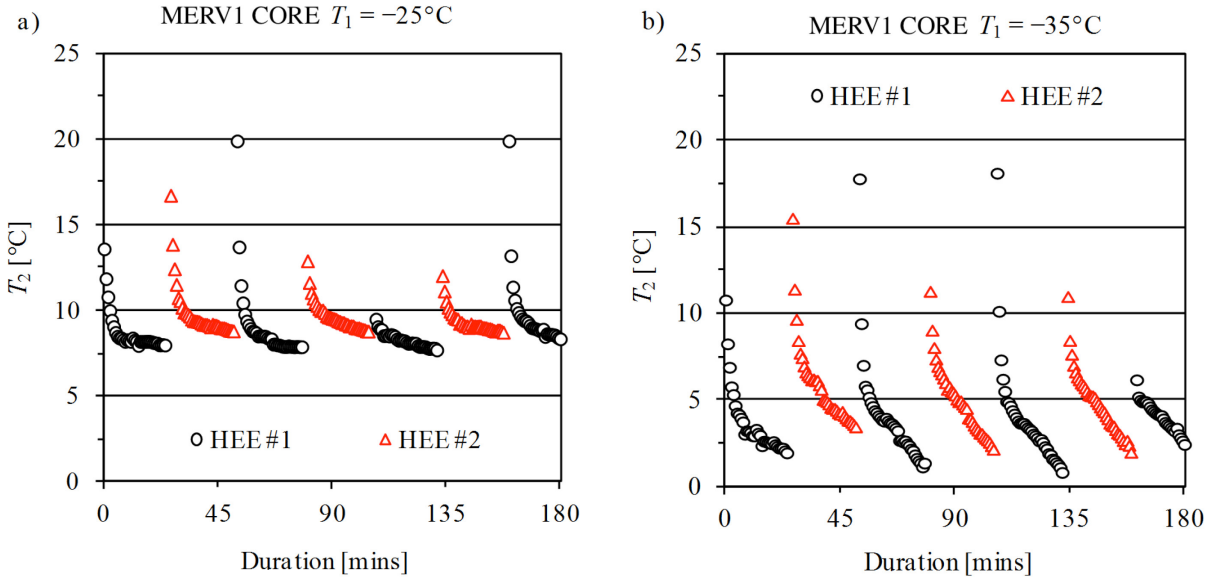 a)
MERV1 CORE T₁ = −25°C
25
20
15
10
5
0
T₂ [°C]
HEE #1
HEE #2
0 45 90 135 180
Duration [mins]
b)
MERV1 CORE T₁ = −35°C
HEE #1
HEE #2
25
20
15
10
5
0
T₂ [°C]
0 45 90 135 180
Duration [mins]